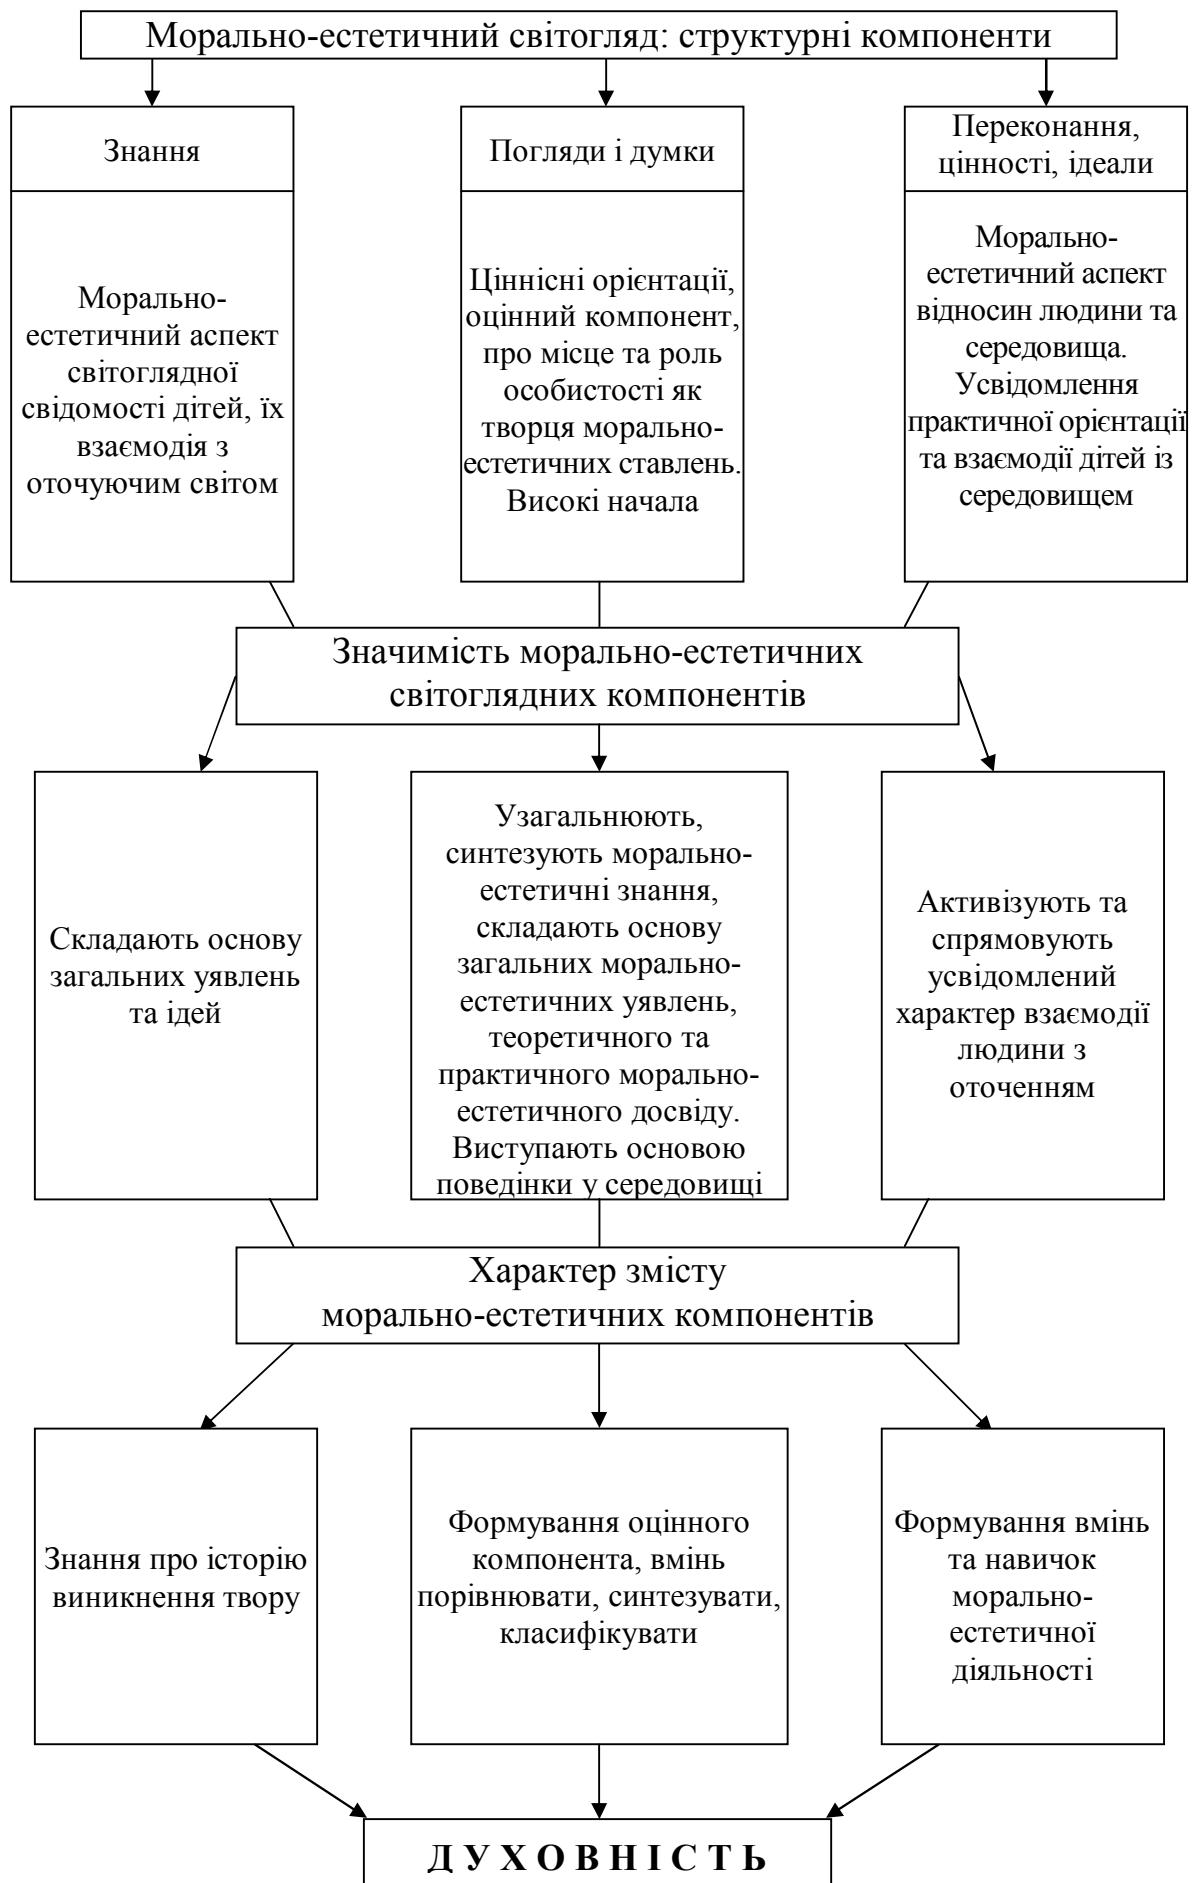 Морально-естетичний світогляд: структурні компоненти
Знання
Погляди і думки
Переконання,
цінності, ідеали
Морально-
естетичний аспект
світоглядної
свідомості дітей, їх
взаємодія з
оточуючим світом
Ціннісні орієнтації,
оцінний компонент,
про місце та роль
особистості як
творця морально-
естетичних ставлень.
Високі начала
Морально-
естетичний аспект
відносин людини та
середовища.
Усвідомлення
практичної орієнтації
та взаємодії дітей із
середовищем
Значимість морально-естетичних
світоглядних компонентів
Складають основу
загальних уявлень
та ідей
Узагальнюють,
синтезують морально-
естетичні знання,
складають основу
загальних морально-
естетичних уявлень,
теоретичного та
практичного морально-
естетичного досвіду.
Виступають основою
поведінки у середовищі
Активізують та
спрямовують
усвідомлений
характер взаємодії
людини з
оточенням
Характер змісту
морально-естетичних компонентів
Знання про історію
виникнення твору
Формування оцінного
компонента, вмінь
порівнювати, синтезувати,
класифікувати
Формування вмінь
та навичок
морально-
естетичної
діяльності
Д У Х О В Н І С Т Ь